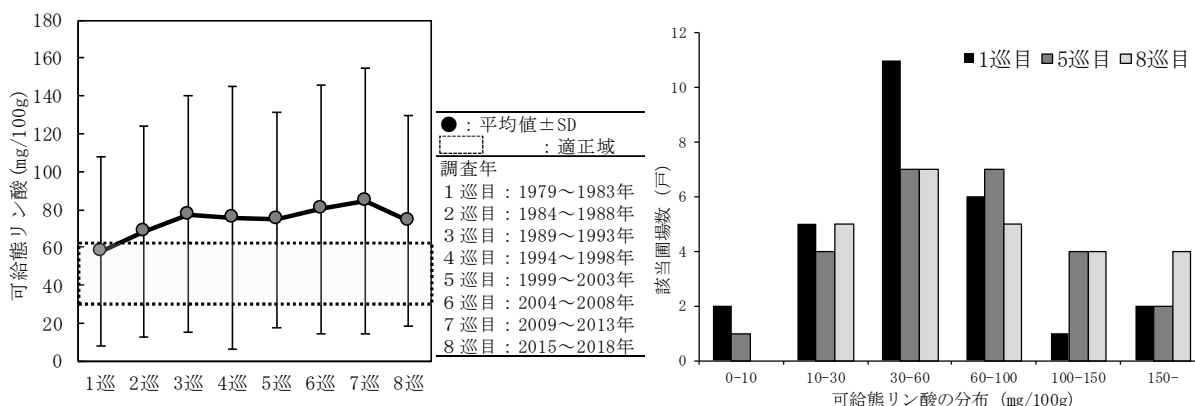 可給態リン酸(mg/100g)
180
160
140
120
100
80
60
40
20
0
1巡 2巡 3巡 4巡 5巡 6巡 7巡 8巡
●:平均値±SD
:適正域
調査年
1巡目:1979～1983年
2巡目:1984～1988年
3巡目:1989～1993年
4巡目:1994～1998年
5巡目:1999～2003年
6巡目:2004～2008年
7巡目:2009～2013年
8巡目:2015～2018年
該当圃場数(戸)
12
10
8
6
4
2
0
■1巡目 ■5巡目 □8巡目
0-10 10-30 30-60 60-100 100-150 150-
可給態リン酸の分布(mg/100g)